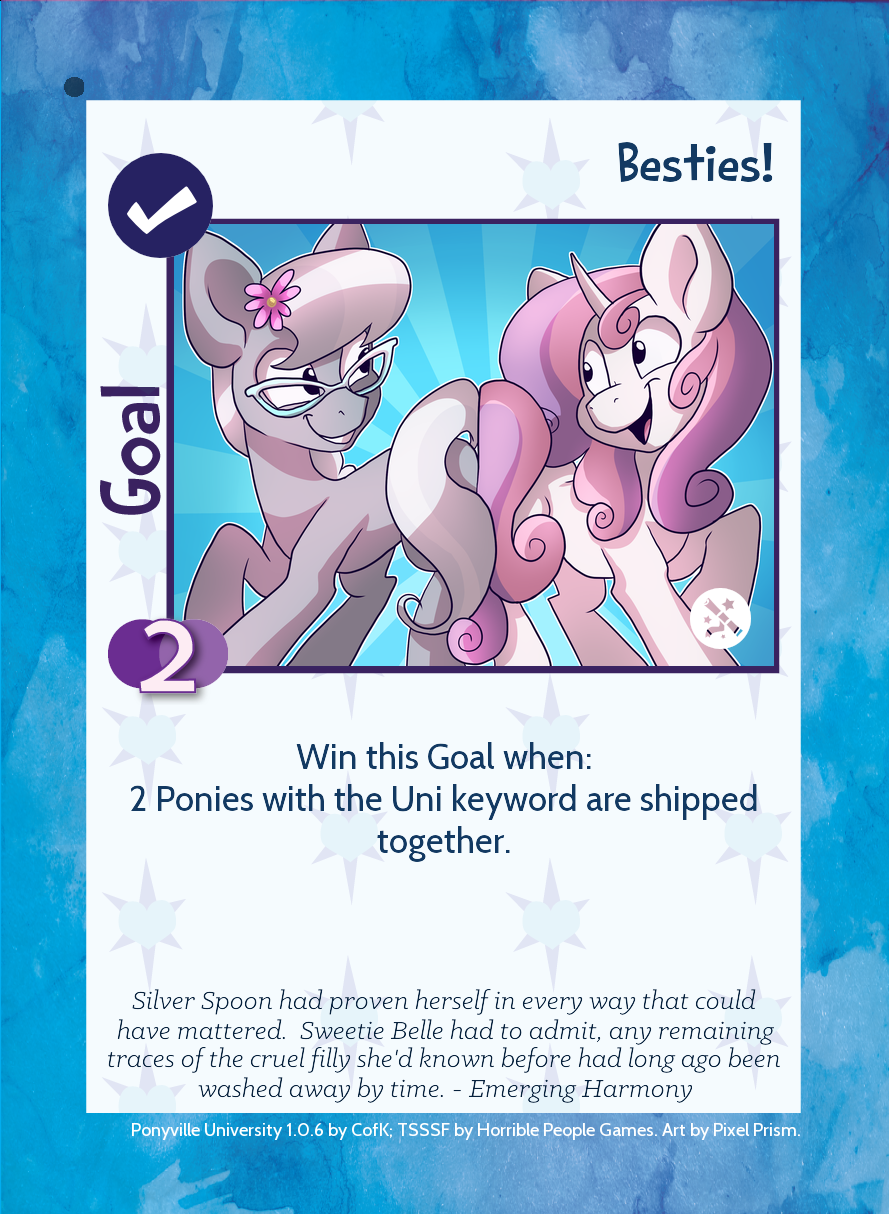 Besties!
Goal
2
Win this Goal when:
2 Ponies with the Uni keyword are shipped
together.
Silver Spoon had proven herself in every way that could
have mattered.  Sweetie Belle had to admit, any remaining
traces of the cruel filly she'd known before had long ago been
washed away by time. - Emerging Harmony
Ponyville University 1.0.6 by CofK; TSSSF by Horrible People Games. Art by Pixel Prism.